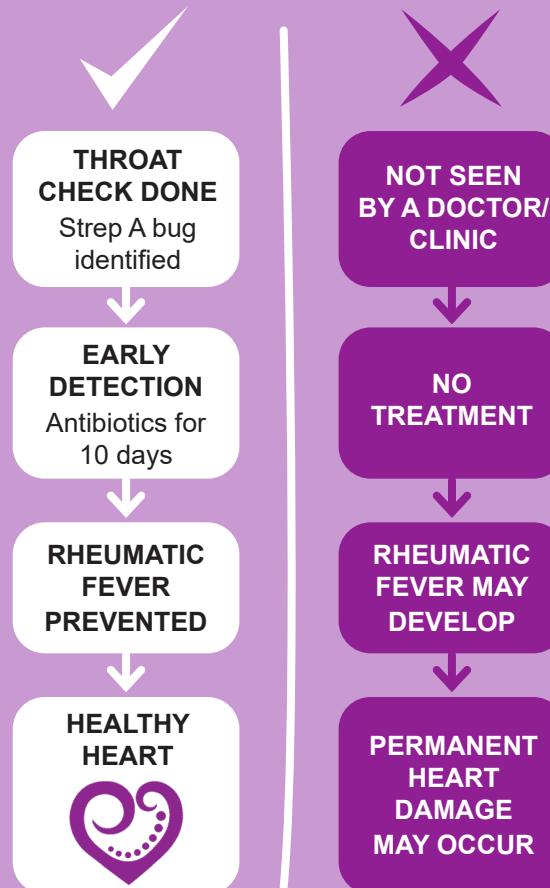 THROAT
CHECK DONE
Strep A bug
identified
EARLY
DETECTION
Antibiotics for
10 days
RHEUMATIC
FEVER
PREVENTED
HEALTHY
HEART
NOT SEEN
BY A DOCTOR/
CLINIC
NO
TREATMENT
RHEUMATIC
FEVER MAY
DEVELOP
PERMANENT
HEART
DAMAGE
MAY OCCUR